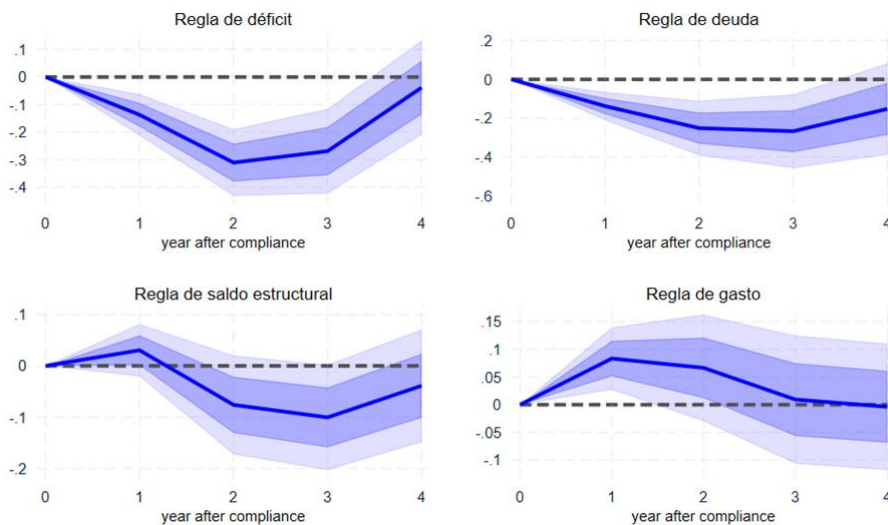 Regla de déficit
.1
0
-.1
-.2
-.3
-.4
0 1 2 3 4
year after compliance
Regla de deuda
.2
0
-.2
-.4
-.6
0 1 2 3 4
year after compliance
Regla de saldo estructural
.1
0
-.1
-.2
0 1 2 3 4
year after compliance
Regla de gasto
.15
.1
.05
0
-.05
-.1
0 1 2 3 4
year after compliance